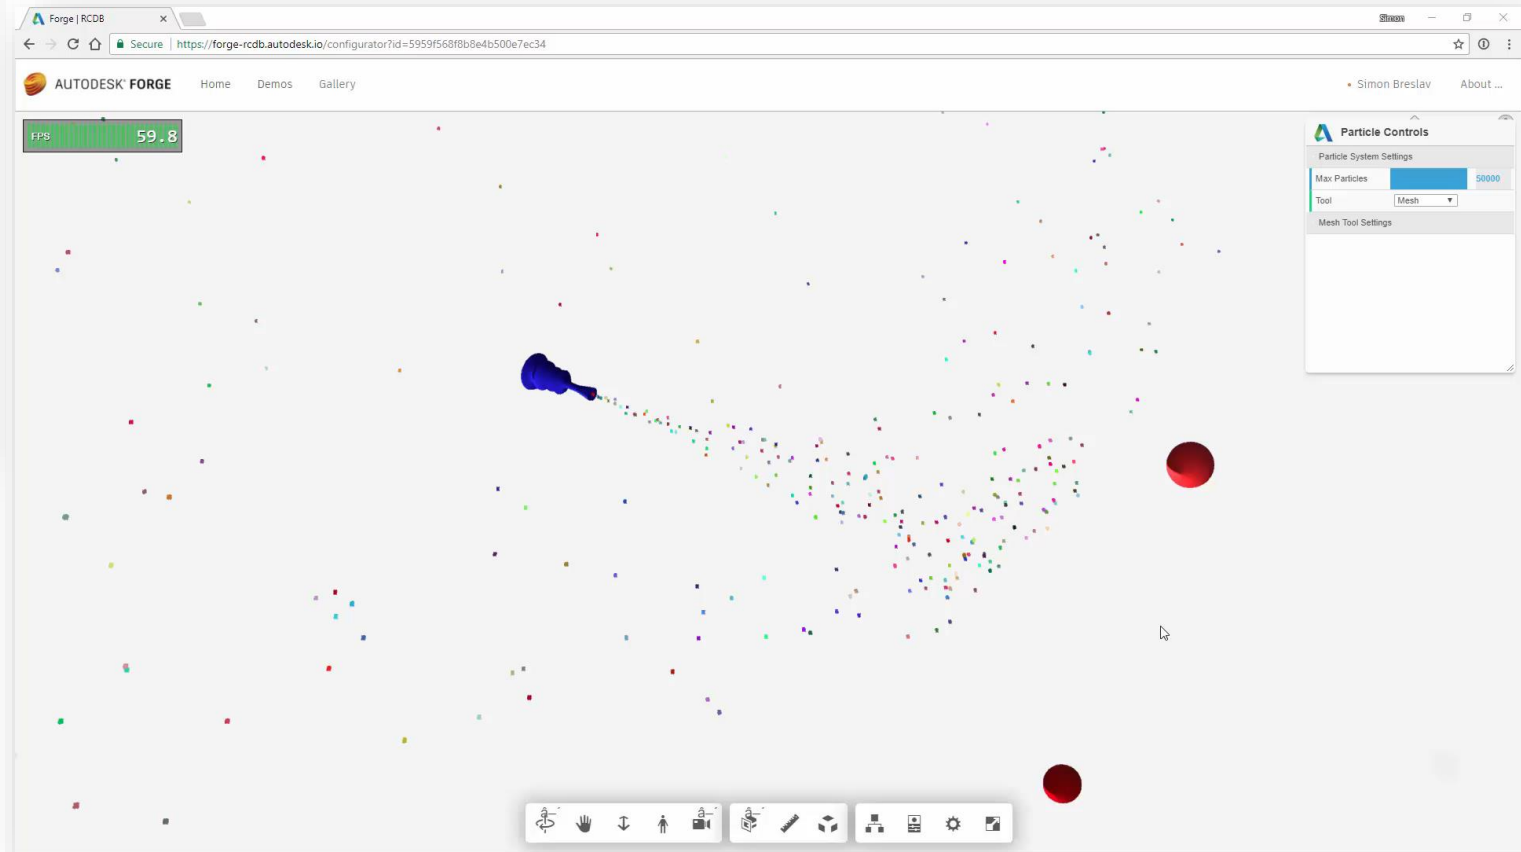 Forge | RCDB
Simon
Secure https://forge-rcdb.autodesk.io/configurator?id=5959f568f8b8e4b500e7ec34
AUTODESK® FORGE Home Demos Gallery Simon Breslav About ...
FPS 59.8
Particle Controls
Particle System Settings
Max Particles 50000
Tool Mesh
Mesh Tool Settings